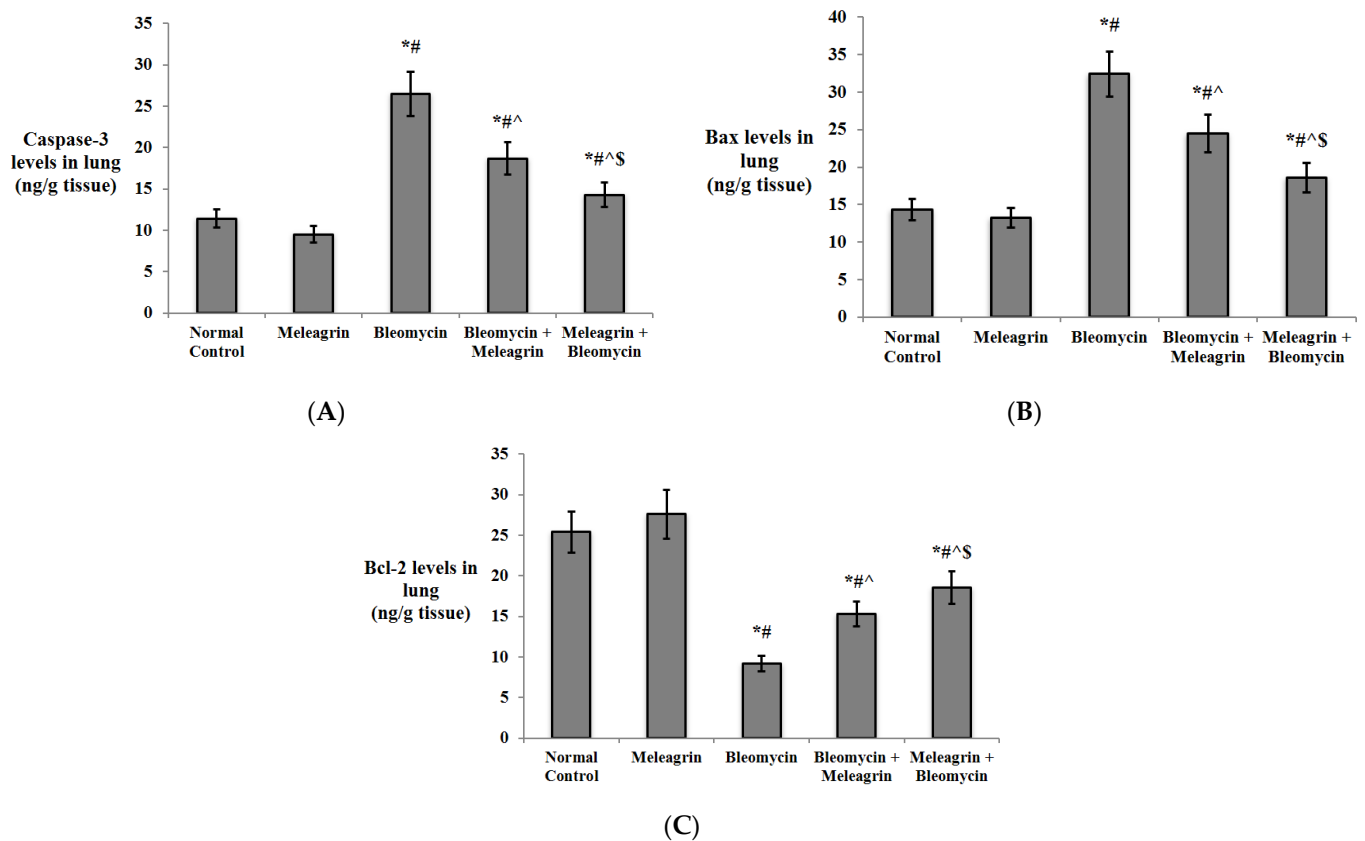 35
30
25
20
15
10
5
0
Caspase-3
levels in lung
(ng/g tissue)
*#
*#^
*#^$
Normal
Control
Meleagrin
Bleomycin
Bleomycin +
Meleagrin
Meleagrin +
Bleomycin
(A)
40
35
30
25
20
15
10
5
0
Bax levels in
lung
(ng/g tissue)
*#
*#^
*#^$
Normal
Control
Meleagrin
Bleomycin
Bleomycin +
Meleagrin
Meleagrin +
Bleomycin
(B)
35
30
25
20
15
10
5
0
Bcl-2 levels in
lung
(ng/g tissue)
*#
*#^
*#^$
Normal
Control
Meleagrin
Bleomycin
Bleomycin +
Meleagrin
Meleagrin +
Bleomycin
(C)